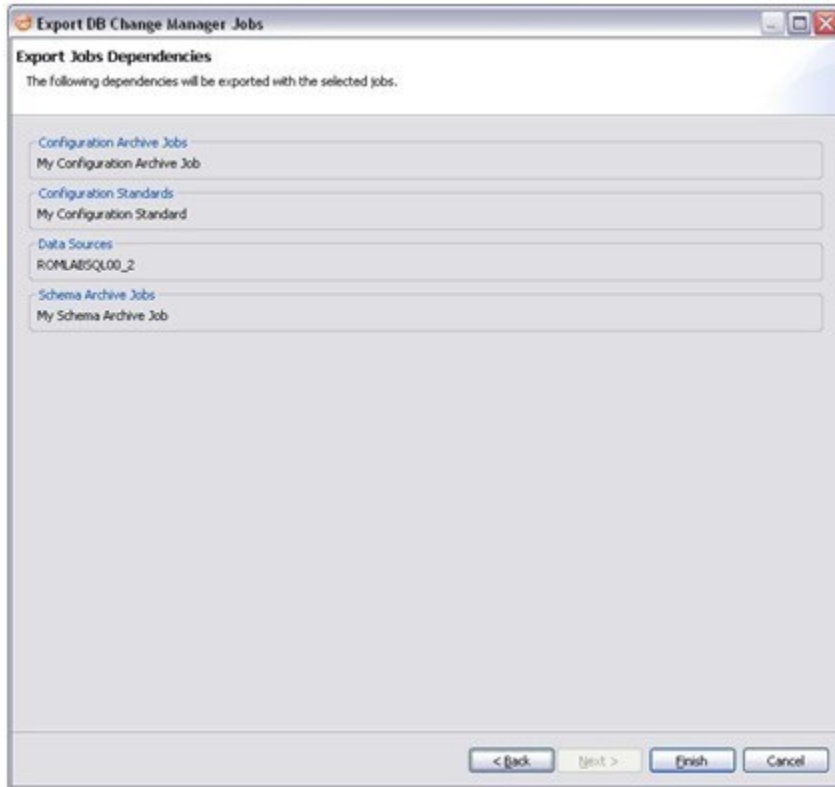 Export DB Change Manager Jobs
Export Jobs Dependencies
The following dependencies will be exported with the selected jobs.
Configuration Archive Jobs
My Configuration Archive Job
Configuration Standards
My Configuration Standard
Data Sources
ROMLABSQL00_2
Schema Archive Jobs
My Schema Archive Job
< Back Next > Finish Cancel